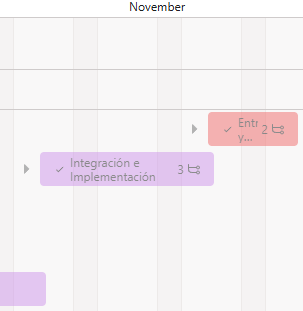 November
Entr 2
y...
Integración e 3
Implementación